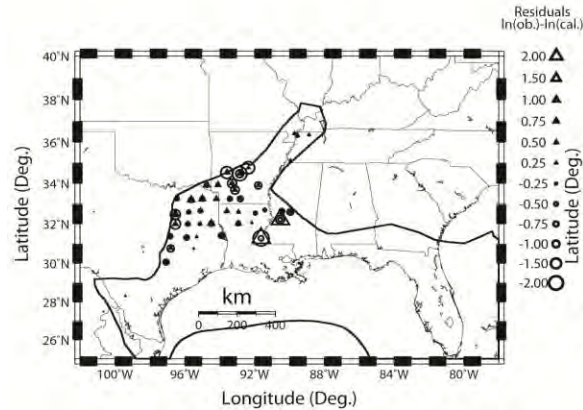 Residuals
ln(ob.)-ln(cal.)
40˚N
38˚N
36˚N
34˚N
32˚N
30˚N
28˚N
26˚N
Latitude (Deg.)
2.00
1.50
1.00
0.75
0.50
0.25
-0.25
-0.50
-0.75
-1.00
-1.50
-2.00
Latitude (Deg.)
km
0 200 400
100˚W 96˚W 92˚W 88˚W 84˚W 80˚W
Longitude (Deg.)